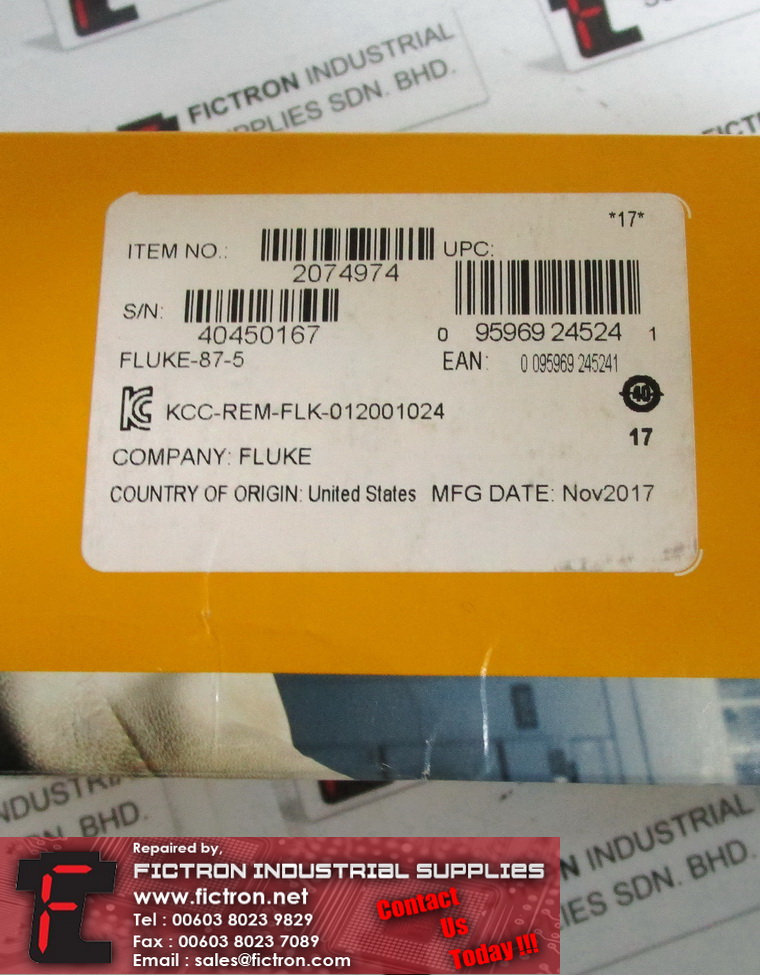 FICTRON INDUSTRIAL
SUPPLIES SDN. BHD.
*17*
ITEM NO.:
2074974
UPC:
S/N:
40450167
0 95969 24524 1
FLUKE-87-5
EAN: 0 095969 245241
40
KCC-REM-FLK-012001024
17
COMPANY: FLUKE
COUNTRY OF ORIGIN: United States MFG DATE: Nov2017
INDUSTRIAL
SDN. BHD.
N INDUSTRIAL
IES SDN. BHD.
Repaired by,
FICTRON INDUSTRIAL SUPPLIES
www.fictron.net
Tel : 00603 8023 9829
Fax : 00603 8023 7089
Email : sales@fictron.com
Contact
Us
Today !!!